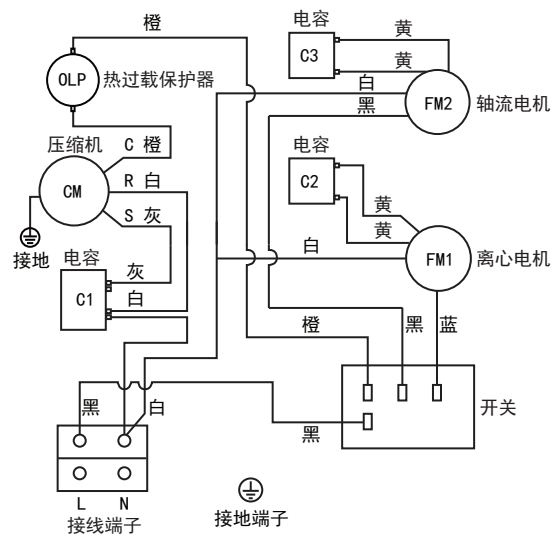 橙
电容
黄
C3
黄
OLP
热过载保护器
白
黑
FM2
轴流电机
压缩机
C 橙
电容
CM
R 白
C2
S 灰
黄
黄
接地
电容
灰
白
FM1
离心电机
C1
白
橙
黑
蓝
黑
白
开关
黑
L
N
接线端子
接地端子